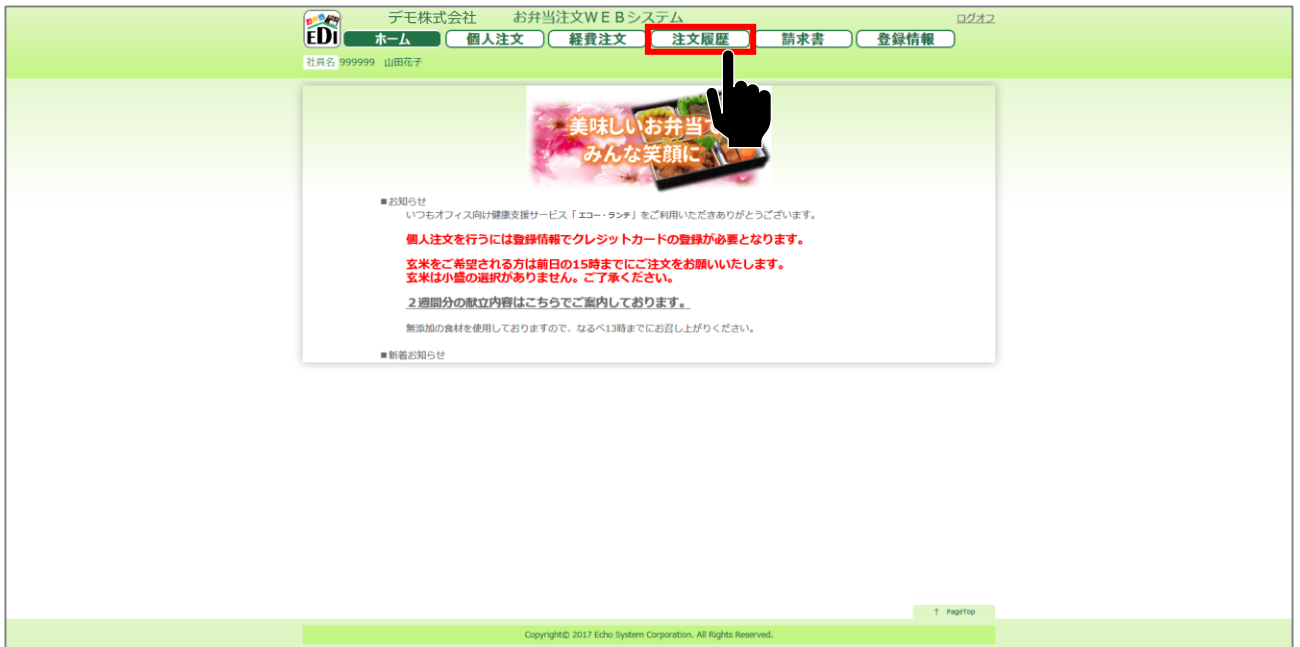 デモ株式会社 お弁当注文WEBシステム ログオフ
EDi ホーム 個人注文 経費注文 注文履歴 請求書 登録情報
社員名 999999 山田花子
美味しいお弁当で
みんな笑顔に
■お知らせ
いつもオフィス向け健康支援サービス「エコー・ランチ」をご利用いただきありがとうございます。
個人注文を行うには登録情報でクレジットカードの登録が必要となります。
玄米をご希望される方は前日の15時までにご注文をお願いいたします。
玄米は小盛の選択がありません。ご了承ください。
２週間分の献立内容はこちらでご案内しております。
無添加の食材を使用しておりますので、なるべ13時までにお召し上がりください。
■新着お知らせ
↑ PageTop
Copyright© 2017 Echo System Corporation. All Rights Reserved.